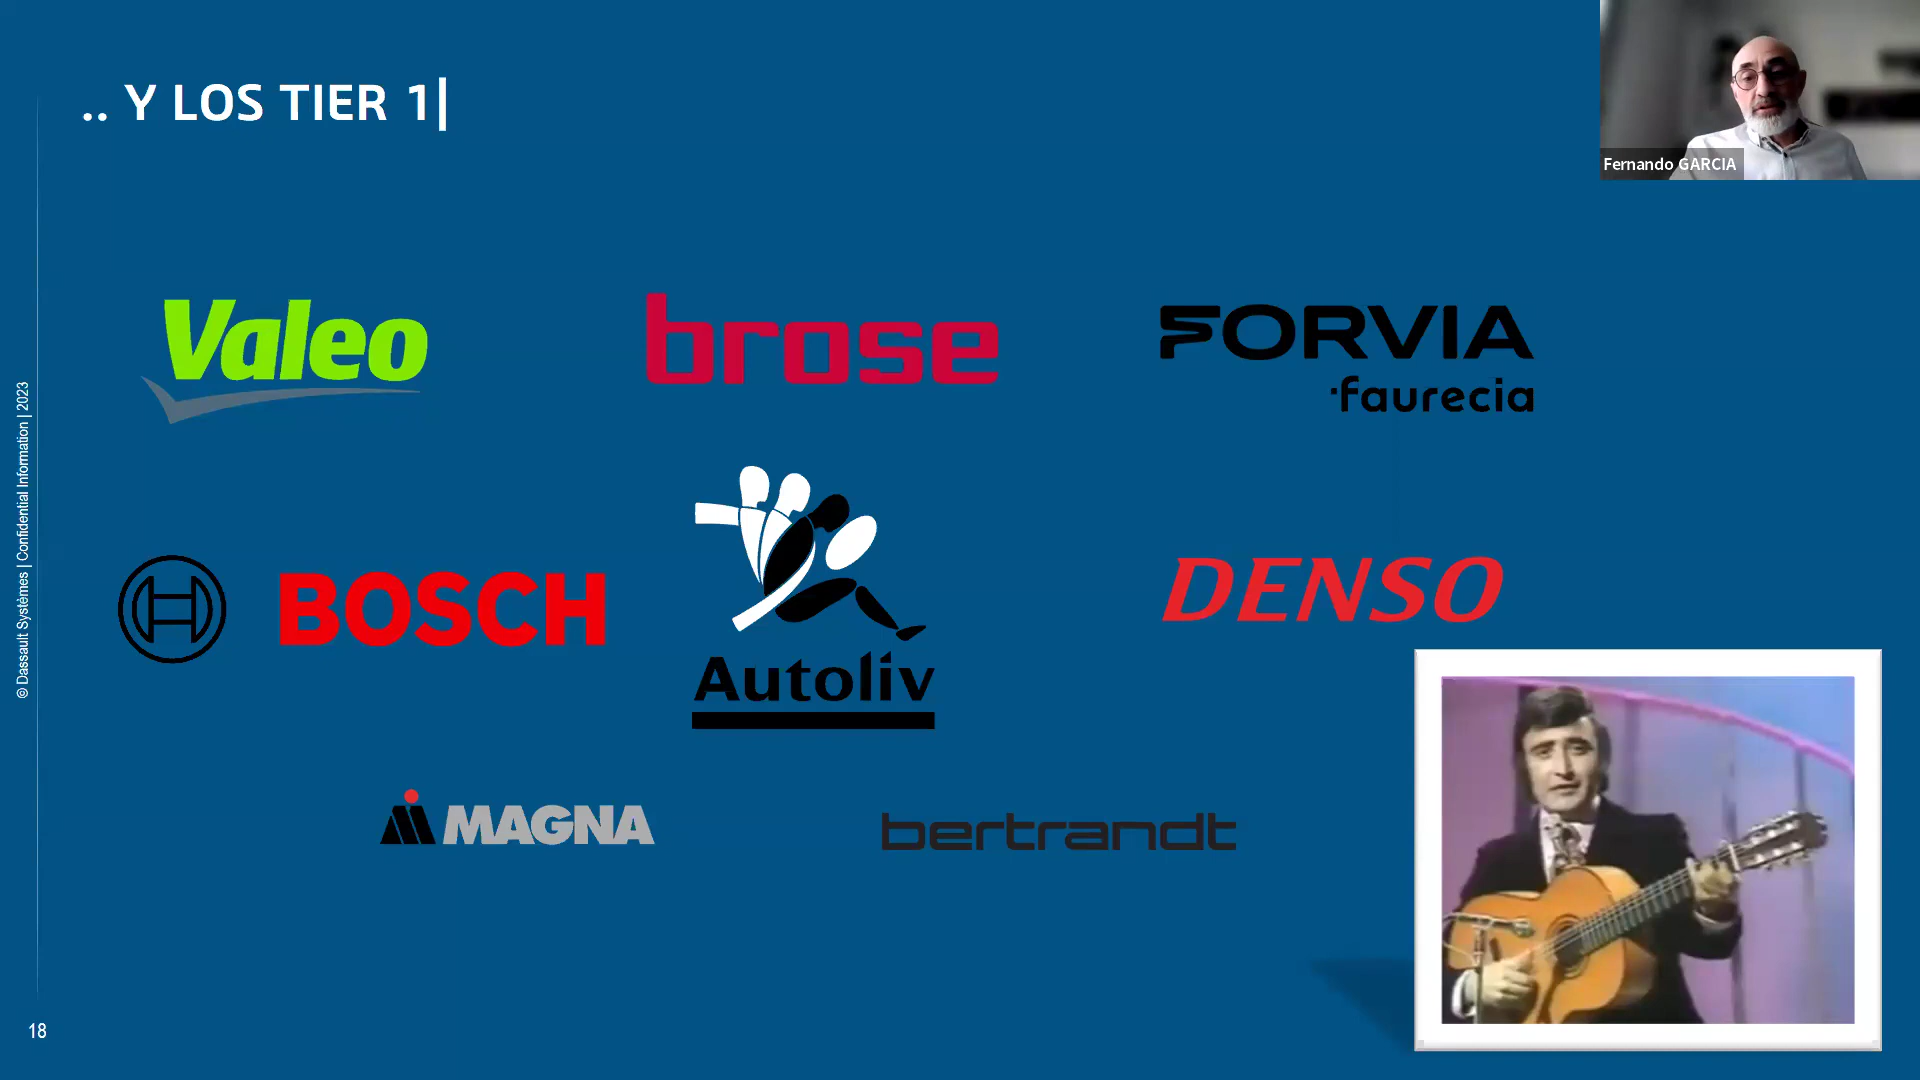 .. Y LOS TIER 1|
Fernando GARCIA
Valeo
brose
FORVIA
faurecia
BOSCH
Autoliv
DENSO
MAGNA
bertrandt
© Dassault Systèmes | Confidential Information | 2023
18